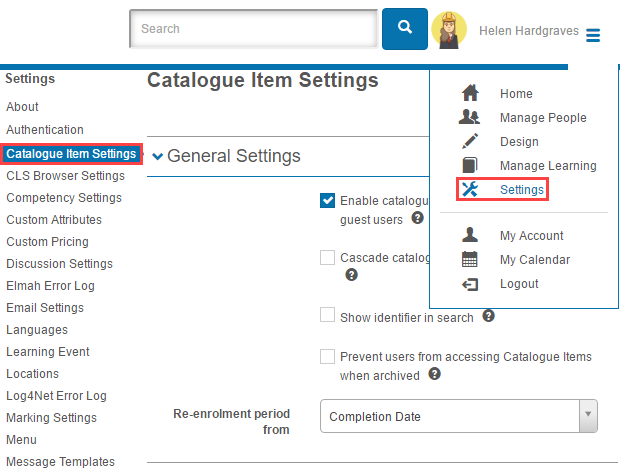 Search
Helen Hardgraves
Settings
About
Authentication
Catalogue Item Settings
CLS Browser Settings
Competency Settings
Custom Attributes
Custom Pricing
Discussion Settings
Elmah Error Log
Email Settings
Languages
Learning Event
Locations
Log4Net Error Log
Marking Settings
Menu
Message Templates
Catalogue Item Settings
General Settings
Enable catalogue
guest users
Cascade catalog
Show identifier in search
Prevent users from accessing Catalogue Items
when archived
Re-enrolment period
from
Completion Date
Home
Manage People
Design
Manage Learning
Settings
My Account
My Calendar
Logout